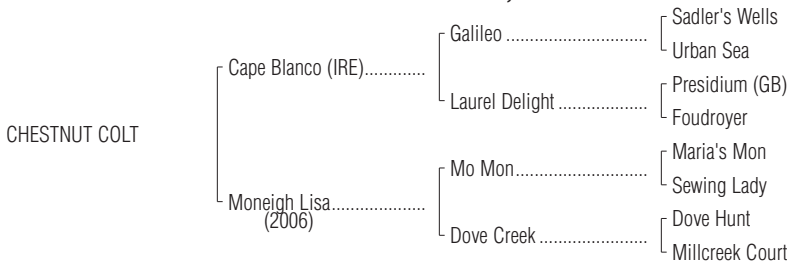 Sadler's Wells
Galileo ................................
Urban Sea
Cape Blanco (IRE).............
Presidium (GB)
Laurel Delight ....................
Foudroyer
CHESTNUT COLT
Maria's Mon
Mo Mon..............................
Sewing Lady
Moneigh Lisa.....................
(2006)
Dove Hunt
Dove Creek ........................
Millcreek Court